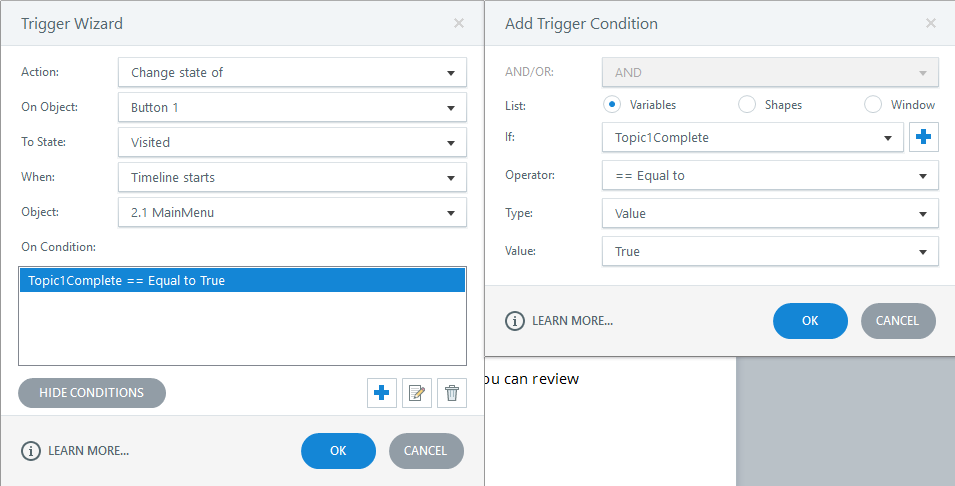 Trigger Wizard
Action: Change state of
On Object: Button 1
To State: Visited
When: Timeline starts
Object: 2.1 MainMenu
On Condition:
Topic1Complete == Equal to True
HIDE CONDITIONS
LEARN MORE...
OK
CANCEL
Add Trigger Condition
AND/OR: AND
List: Variables Shapes Window
If: Topic1Complete
Operator: == Equal to
Type: Value
Value: True
LEARN MORE...
OK
CANCEL
ou can review